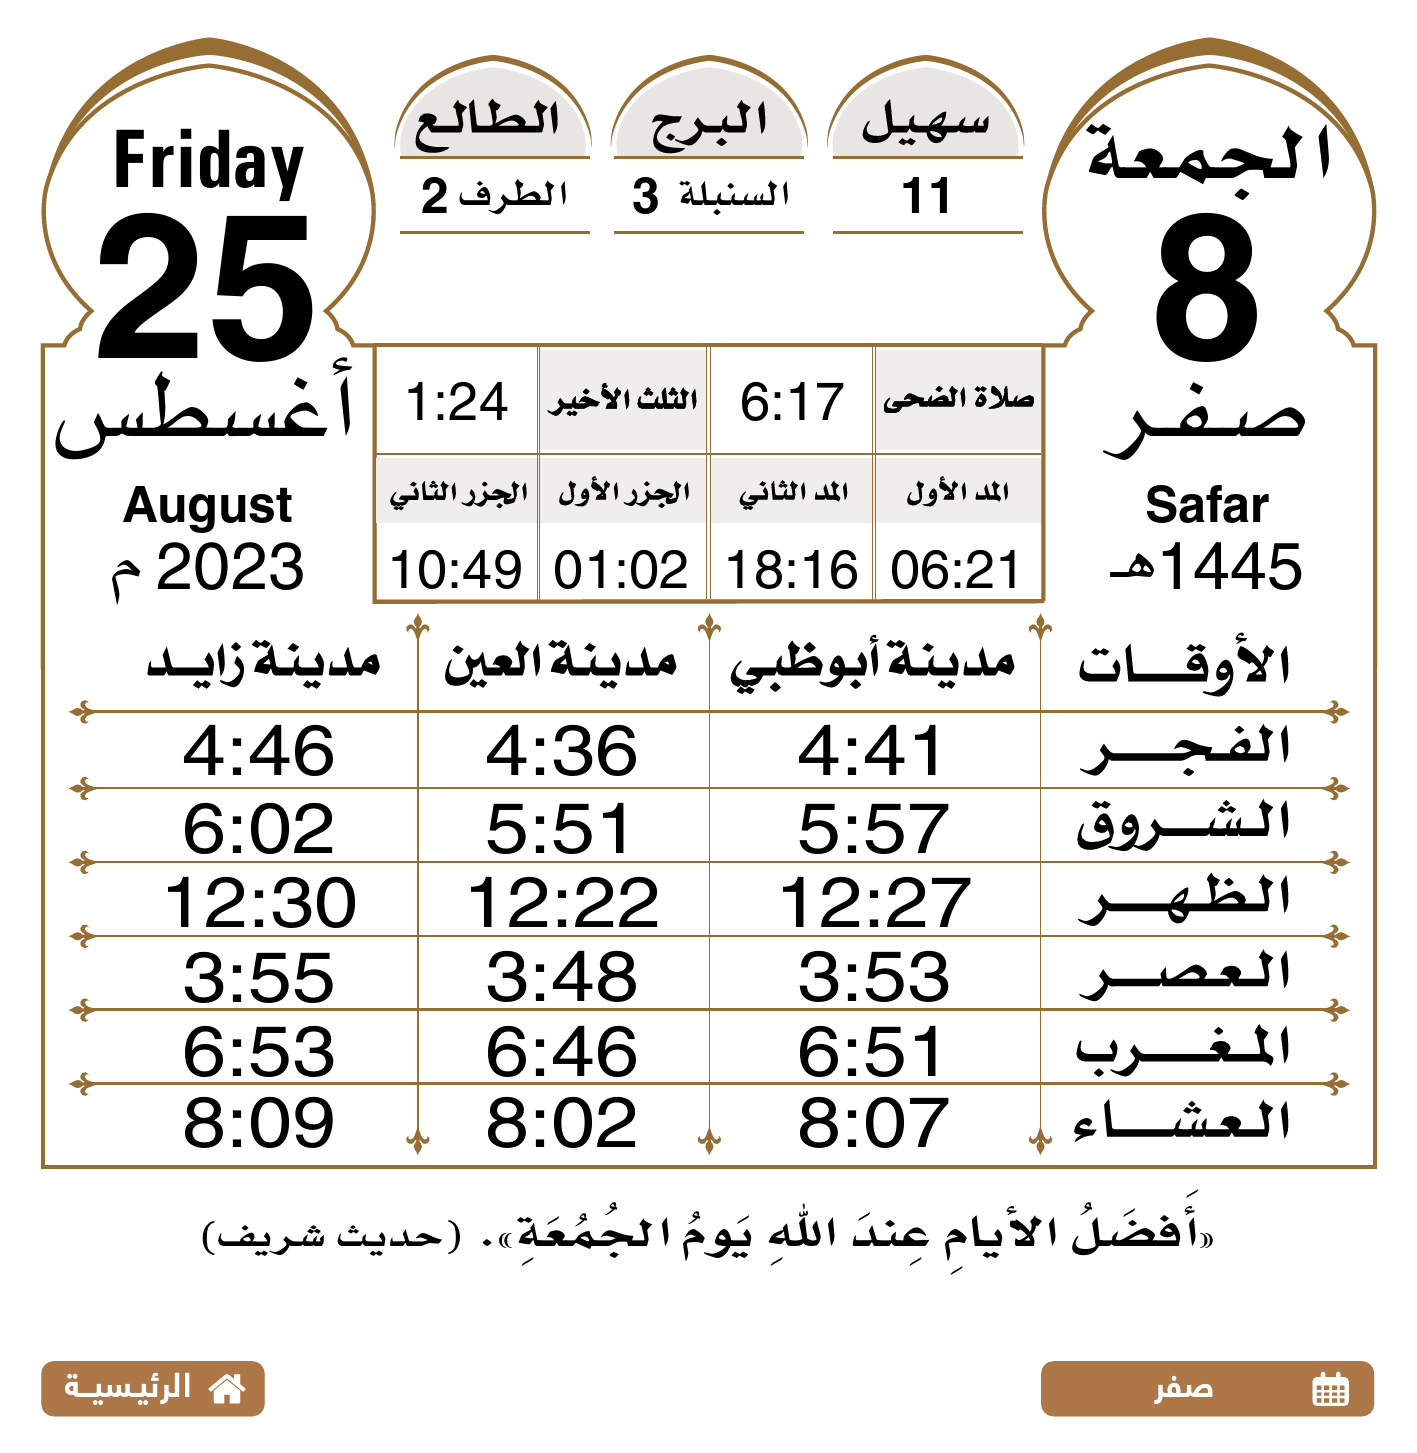 الجمعة
8
صفر
Safar
1445هـ
سهيل
11
البرج
السنبلة 3
الطالع
الطرف 2
Friday
25
أغسطس
August
2023 م
صلاة الضحى 6:17 الثلث الأخير 1:24
المد الأول المد الثاني الجزر الأول الجزر الثاني
06:21 18:16 01:02 10:49
الأوقات مدينة أبوظبي مدينة العين مدينة زايد
الفجر 4:41 4:36 4:46
الشروق 5:57 5:51 6:02
الظهر 12:27 12:22 12:30
العصر 3:53 3:48 3:55
المغرب 6:51 6:46 6:53
العشاء 8:07 8:02 8:09
«أَفضَلُ الأيامِ عِندَ اللهِ يَومُ الجُمُعَةِ». (حديث شريف)
صفر
الرئيسية